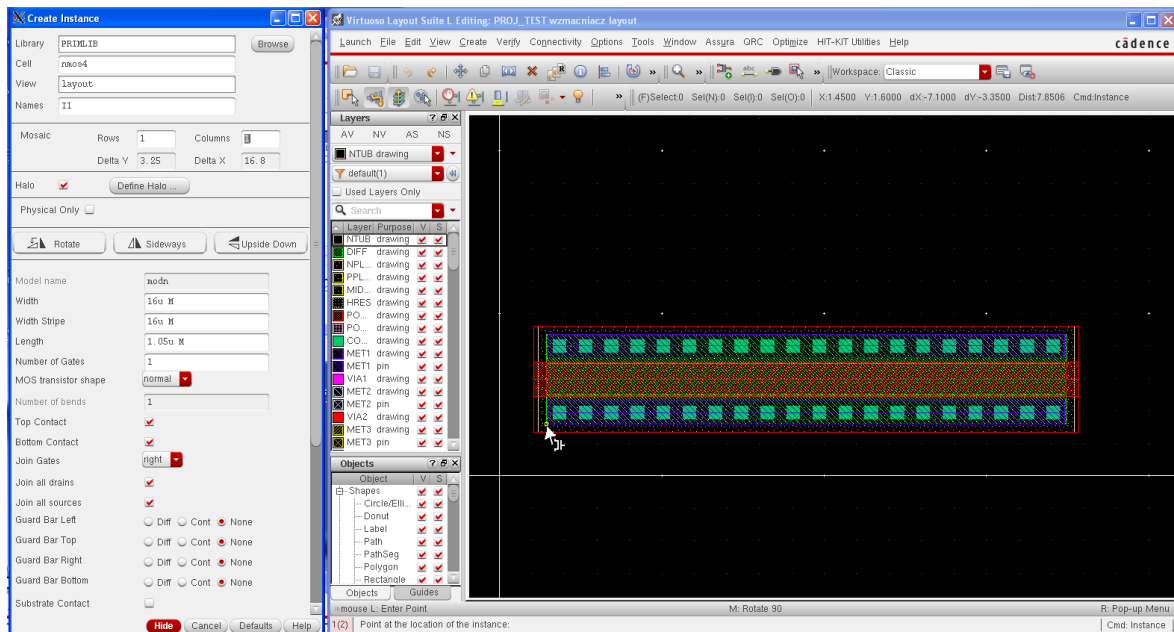 Create Instance
Library PRIMLIB Browse
Cell nmos4
View layout
Names I1
Mosaic Rows 1 Columns 1
Delta Y 3.25 Delta X 16.8
Halo Define Halo ...
Physical Only
Rotate Sideways Upside Down
Model name modn
Width 16u M
Width Stripe 16u M
Length 1.05u M
Number of Gates 1
MOS transistor shape normal
Number of bends 1
Top Contact
Bottom Contact
Join Gates right
Join all drains
Join all sources
Guard Bar Left Diff Cont None
Guard Bar Top Diff Cont None
Guard Bar Right Diff Cont None
Guard Bar Bottom Diff Cont None
Substrate Contact
Hide Cancel Defaults Help
Virtuoso Layout Suite L Editing: PROJ_TEST wzmacniacz layout
Launch File Edit View Create Verify Connectivity Options Tools Window Assura QRC Optimize HIT-KIT Utilities Help cādence
» » » Workspace: Classic
» (F)Select:0 Sel(N):0 Sel(I):0 Sel(O):0 X:1.4500 Y:1.6000 dX:-7.1000 dY:-3.3500 Dist:7.8506 Cmd:Instance
Layers
AV NV AS NS
NTUB drawing
default(1)
Used Layers Only
Search
Layer Purpose V S
NTUB drawing
DIFF drawing
NPL... drawing
PPL... drawing
MID... drawing
HRES drawing
PO... drawing
PO... drawing
CO... drawing
MET1 drawing
MET1 pin
VIA1 drawing
MET2 drawing
MET2 pin
VIA2 drawing
MET3 drawing
MET3 pin
Objects
Object V S
Shapes
Circle/Elli...
Donut
Label
Path
PathSeg
Polygon
Rectangle
Objects Guides
mouse L: Enter Point M: Rotate 90 R: Pop-up Menu
1(2) Point at the location of the instance: Cmd: Instance